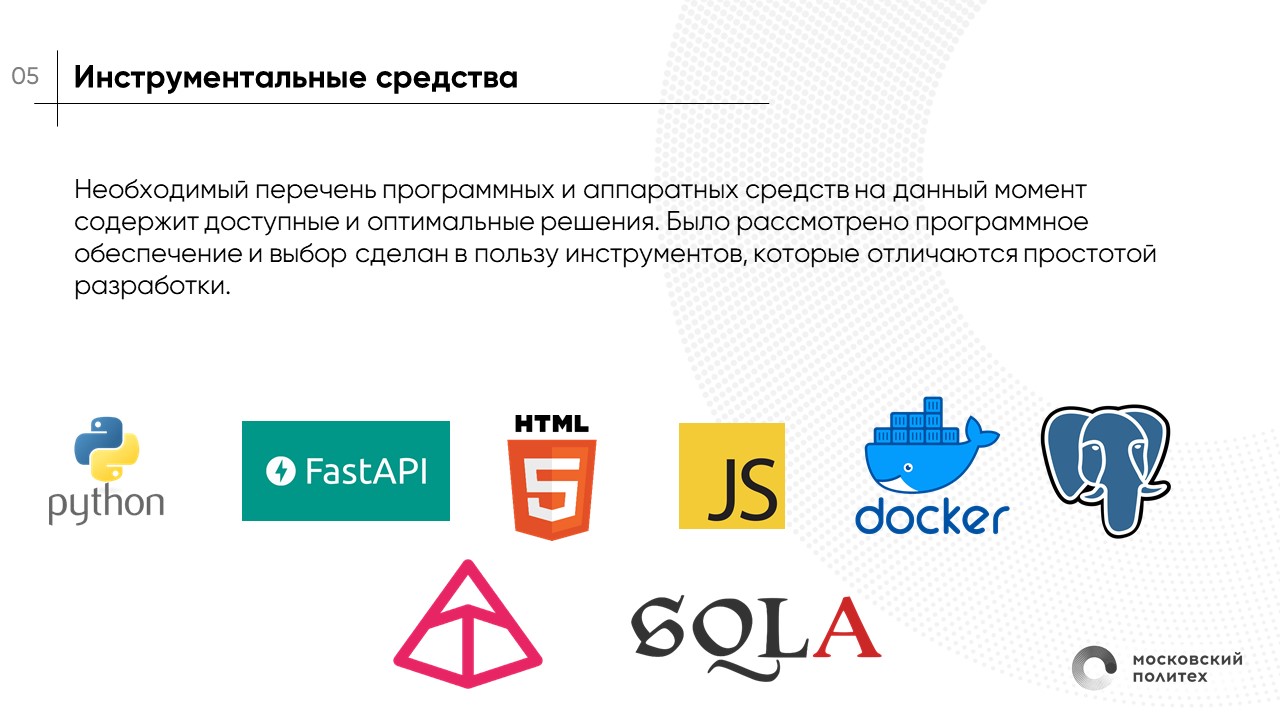 05
Инструментальные средства
Необходимый перечень программных и аппаратных средств на данный момент
содержит доступные и оптимальные решения. Было рассмотрено программное
обеспечение и выбор сделан в пользу инструментов, которые отличаются простотой
разработки.
python
FastAPI
HTML
5
JS
docker
SQLA
МОСКОВСКИЙ
ПОЛИТЕХ